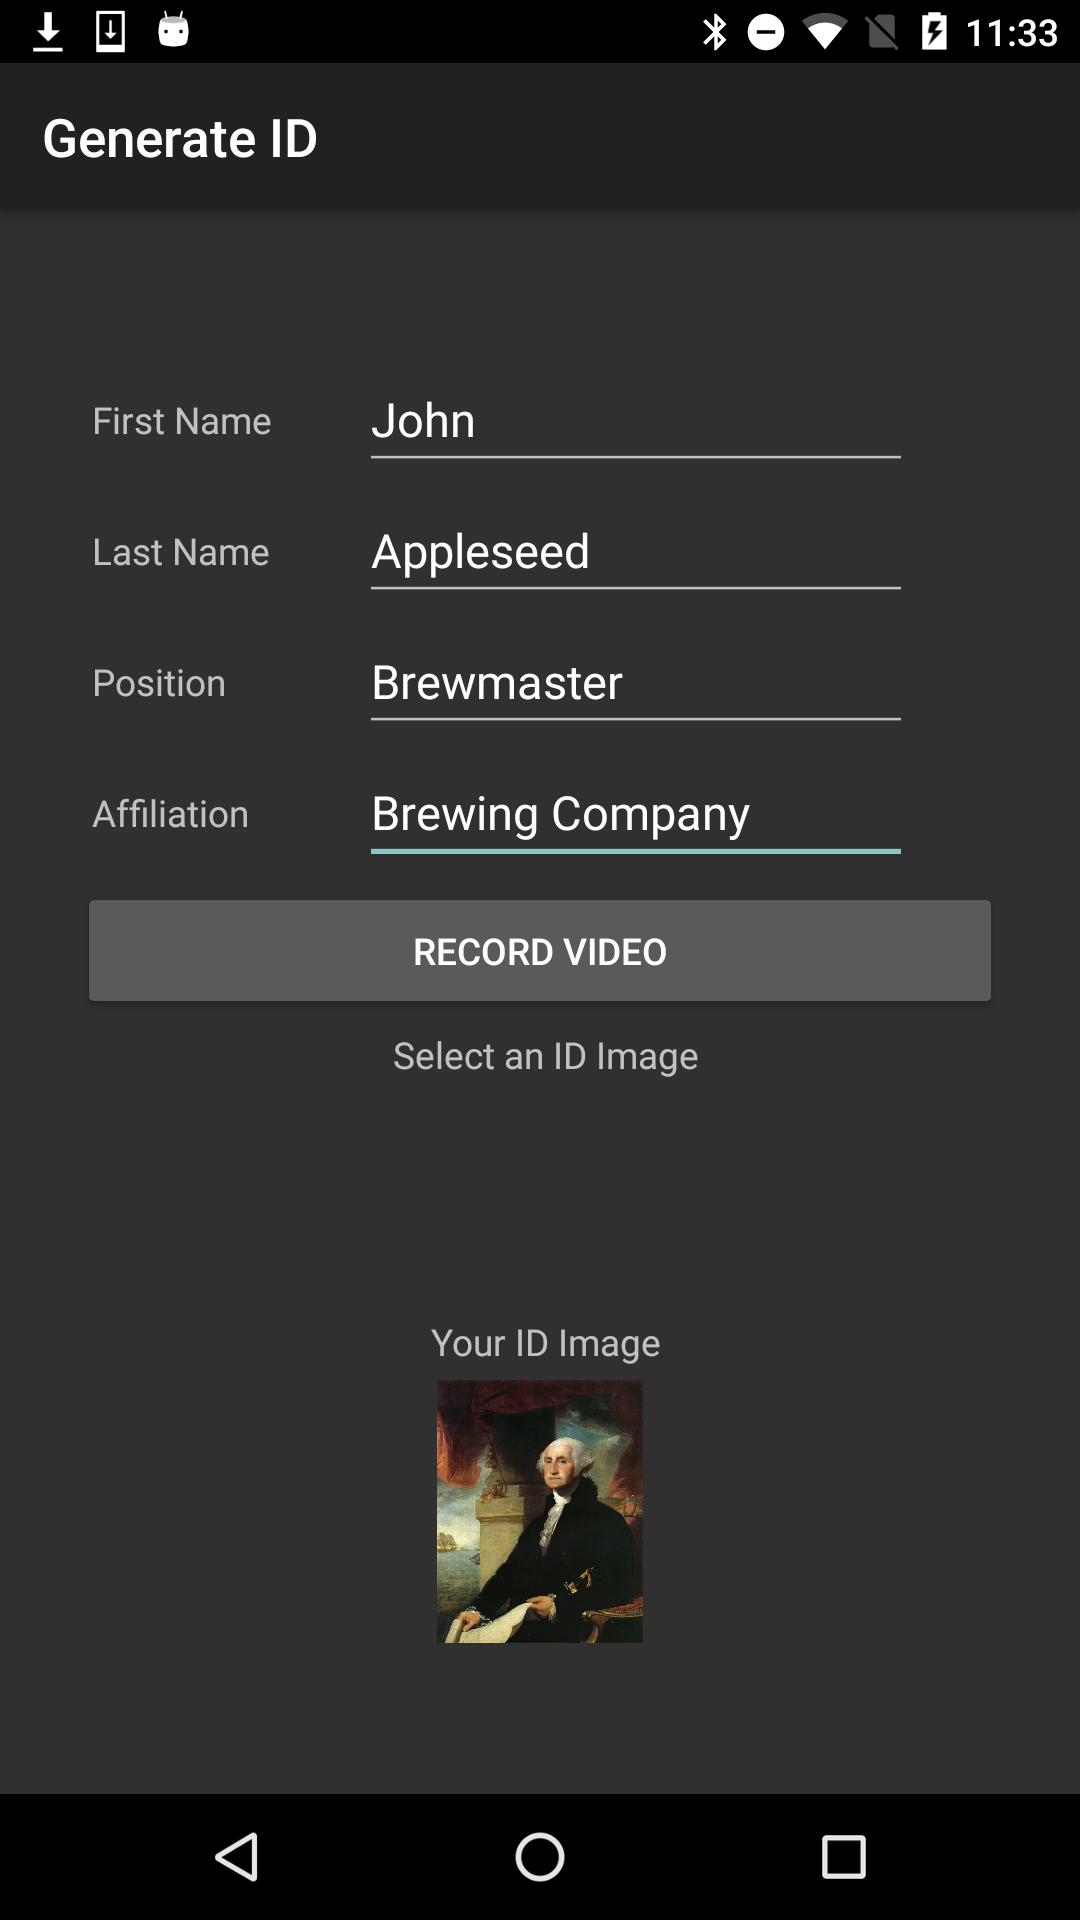 11:33
Generate ID
First Name John
Last Name Appleseed
Position Brewmaster
Affiliation Brewing Company
RECORD VIDEO
Select an ID Image
Your ID Image